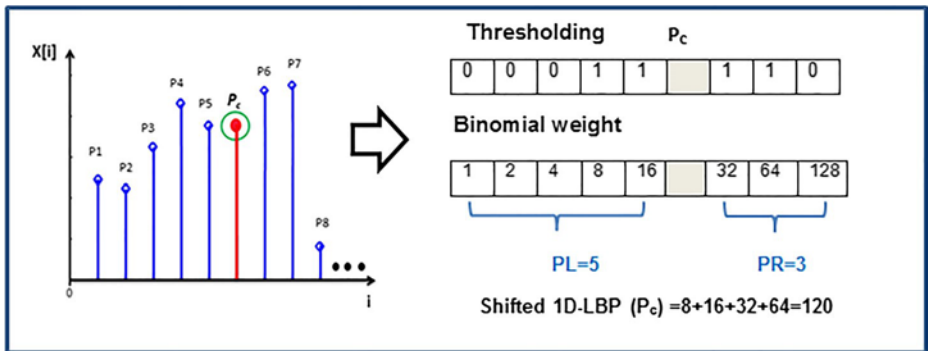 X[i]
P1
P2
P3
P4
P5
Pc
P6
P7
P8
0
i
Thresholding Pc
0 0 0 1 1 1 1 0
Binomial weight
1 2 4 8 16 32 64 128
PL=5 PR=3
Shifted 1D-LBP (Pc) =8+16+32+64=120